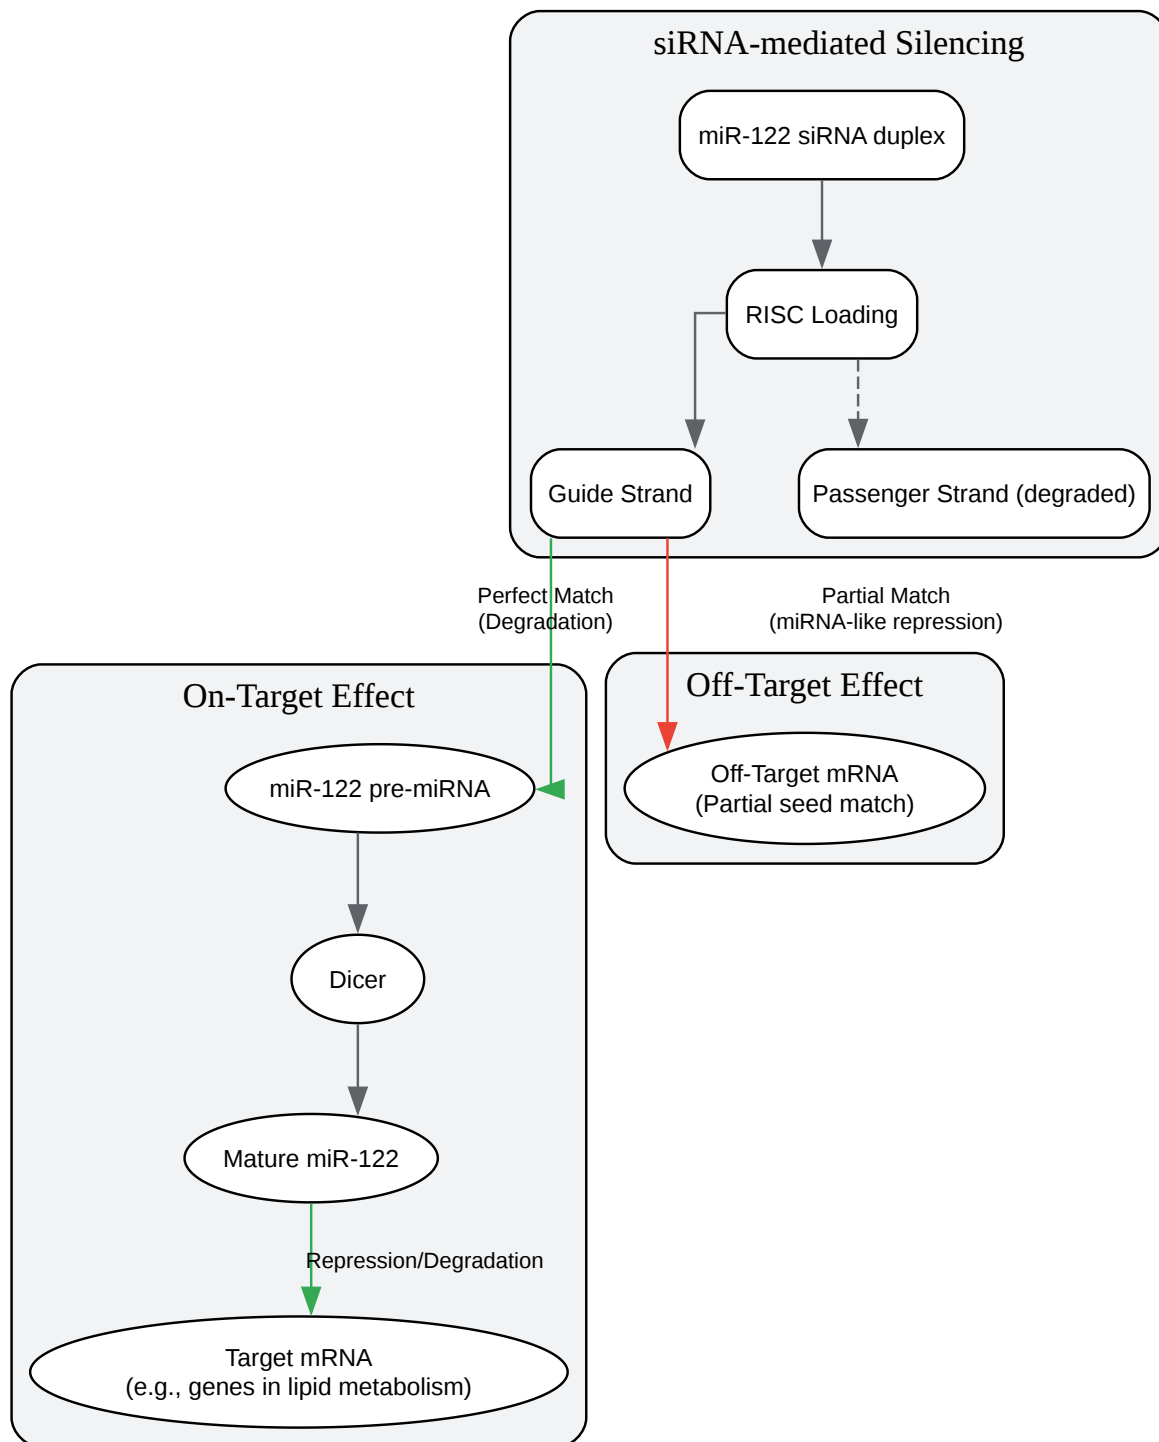 siRNA-mediated Silencing
miR-122 siRNA duplex
RISC Loading
Guide Strand
Passenger Strand (degraded)
Perfect Match
(Degradation)
Partial Match
(miRNA-like repression)
On-Target Effect
miR-122 pre-miRNA
Dicer
Mature miR-122
Repression/Degradation
Target mRNA
(e.g., genes in lipid metabolism)
Off-Target Effect
Off-Target mRNA
(Partial seed match)